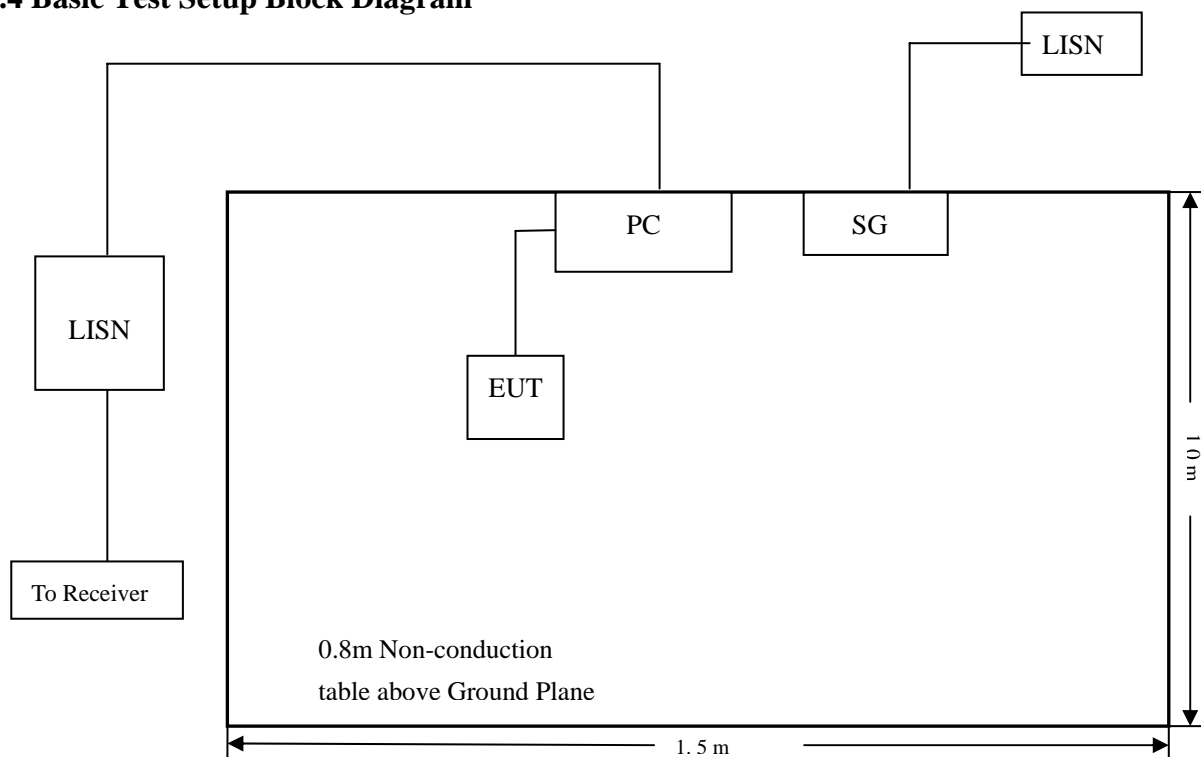 .4 Basic Test Setup Block Diagram
LISN
PC
SG
LISN
EUT
1.0m
To Receiver
0.8m Non-conduction
table above Ground Plane
1. 5 m